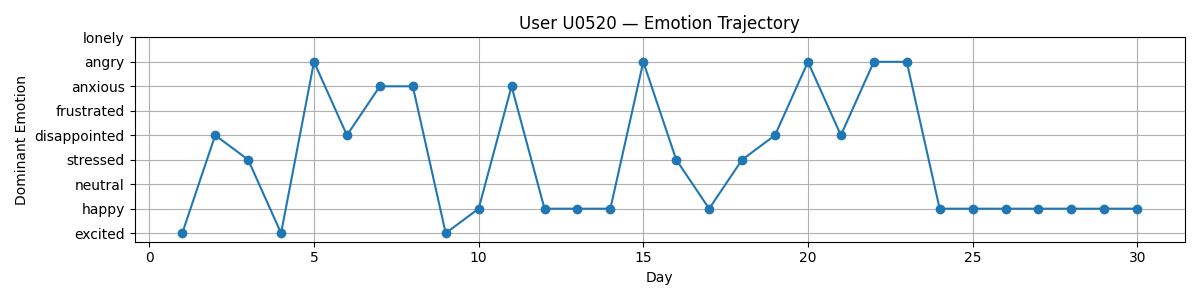 User U0520 — Emotion Trajectory
lonely
angry
anxious
frustrated
disappointed
stressed
neutral
happy
excited
Dominant Emotion
0 5 10 15 20 25 30
Day